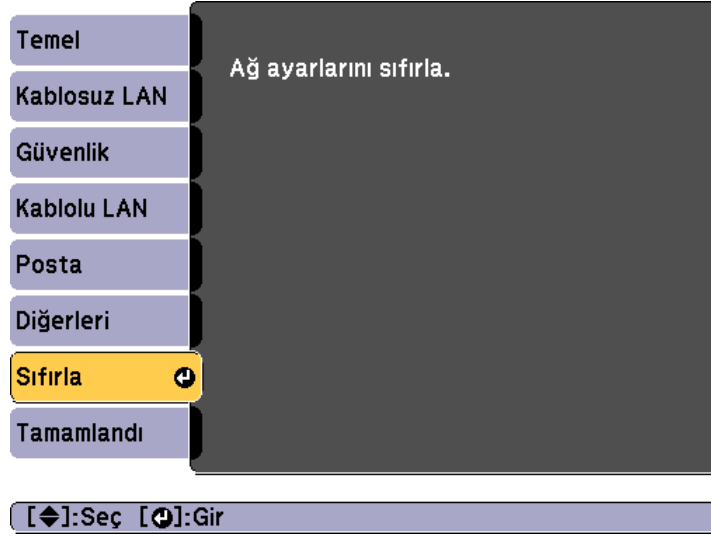 Temel
Kablosuz LAN
Güvenlik
Kablolu LAN
Posta
Diğerleri
Sıfırla
Tamamlandı
Ağ ayarlarını sıfırla.
[◆]:Seç [⏎]:Gir